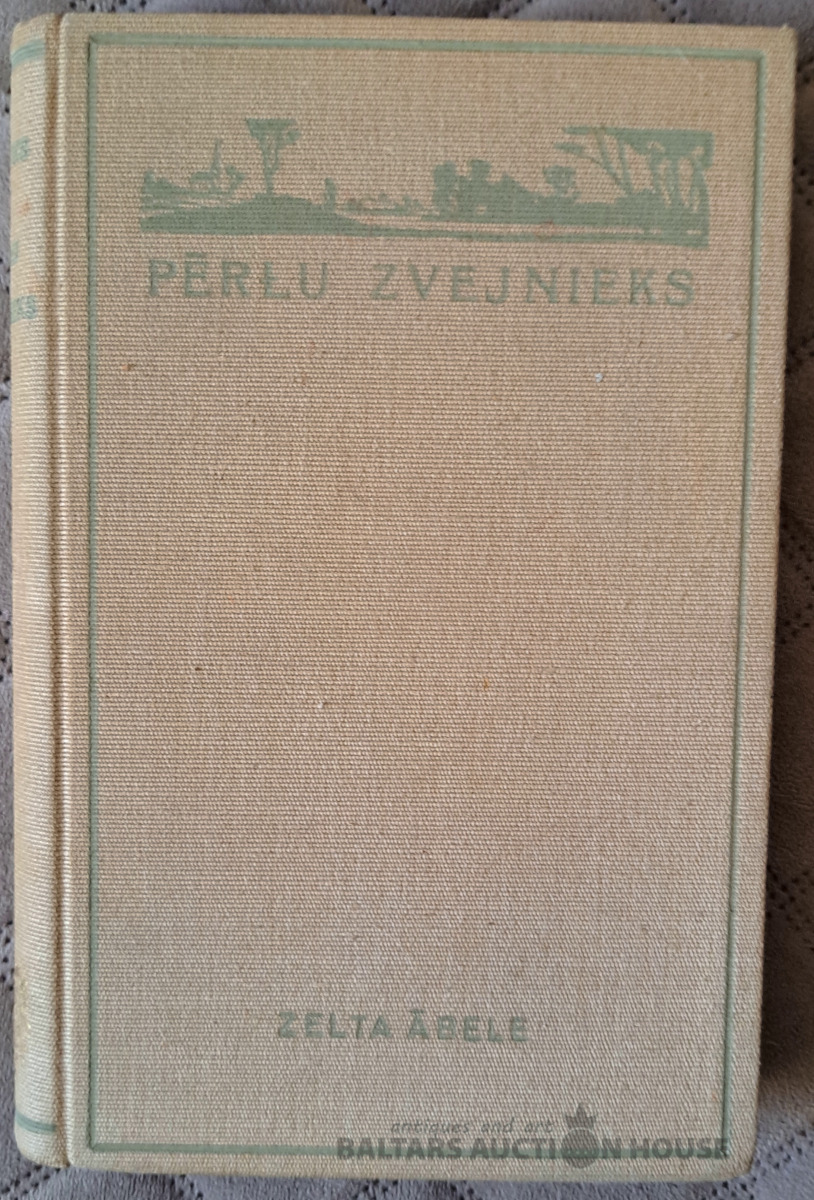 PĒRĻU ZVEJNIEKS
ZELTA ĀBELE
antiques and art
BALTARS AUCTION HOUSE